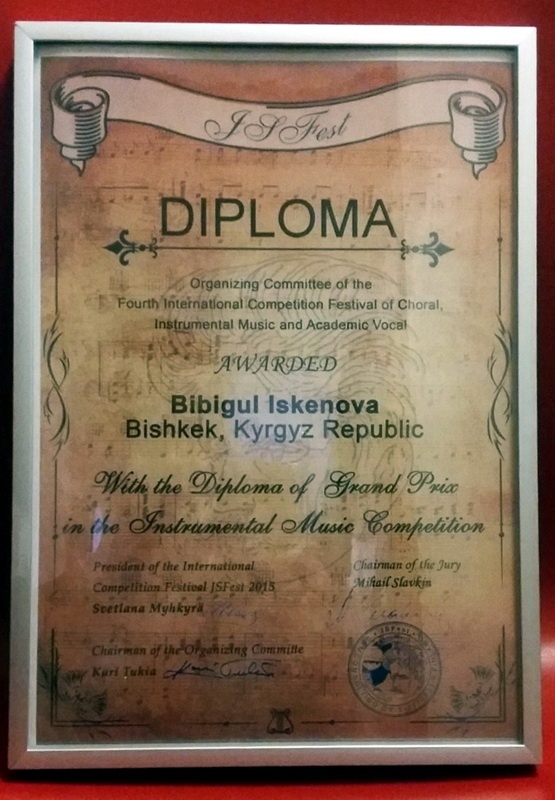 JSFest
DIPLOMA
Organizing Committee of the
Fourth International Competition Festival of Choral,
Instrumental Music and Academic Vocal
AWARDED
Bibigul Iskenova
Bishkek, Kyrgyz Republic
With the Diploma of Grand Prix
in the Instrumental Music Competition
President of the International
Competition Festival JSFest 2015
Svetlana Myhkyrä
Chairman of the Jury
Mihail Slavkin
Chairman of the Organizing Committe
Kari Tukia
JSFest